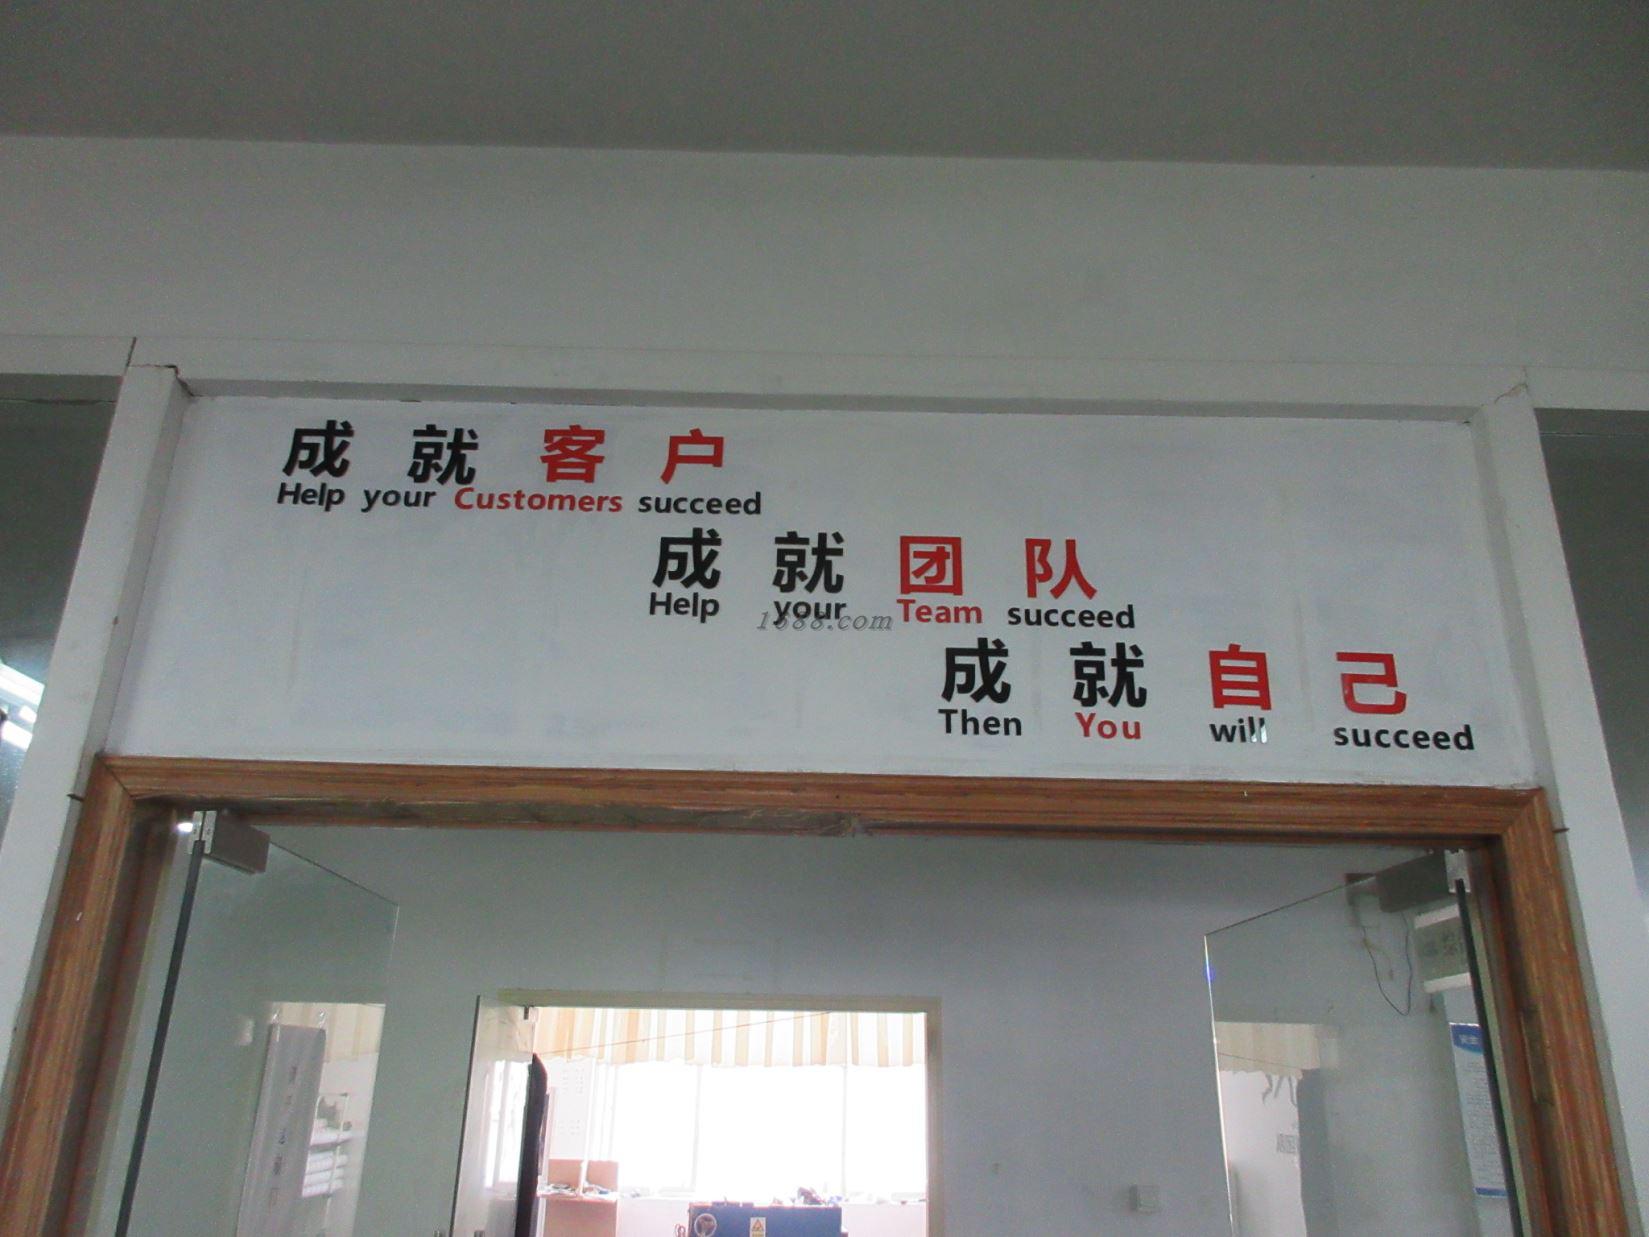 成就客户
Help your Customers succeed
成就团队
Help your Team succeed
1688.com
成就自己
Then You will succeed